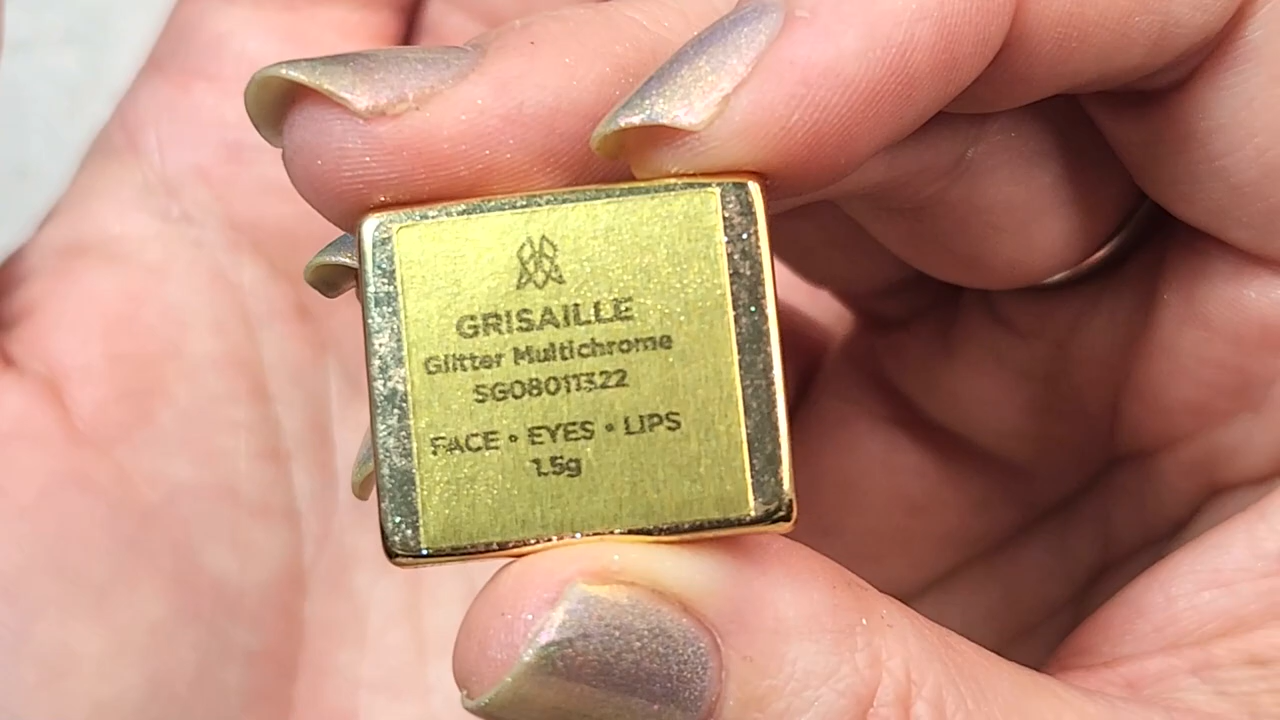 GRISAILLE
Glitter Multichrome
SG08011322
FACE • EYES • LIPS
1.5g